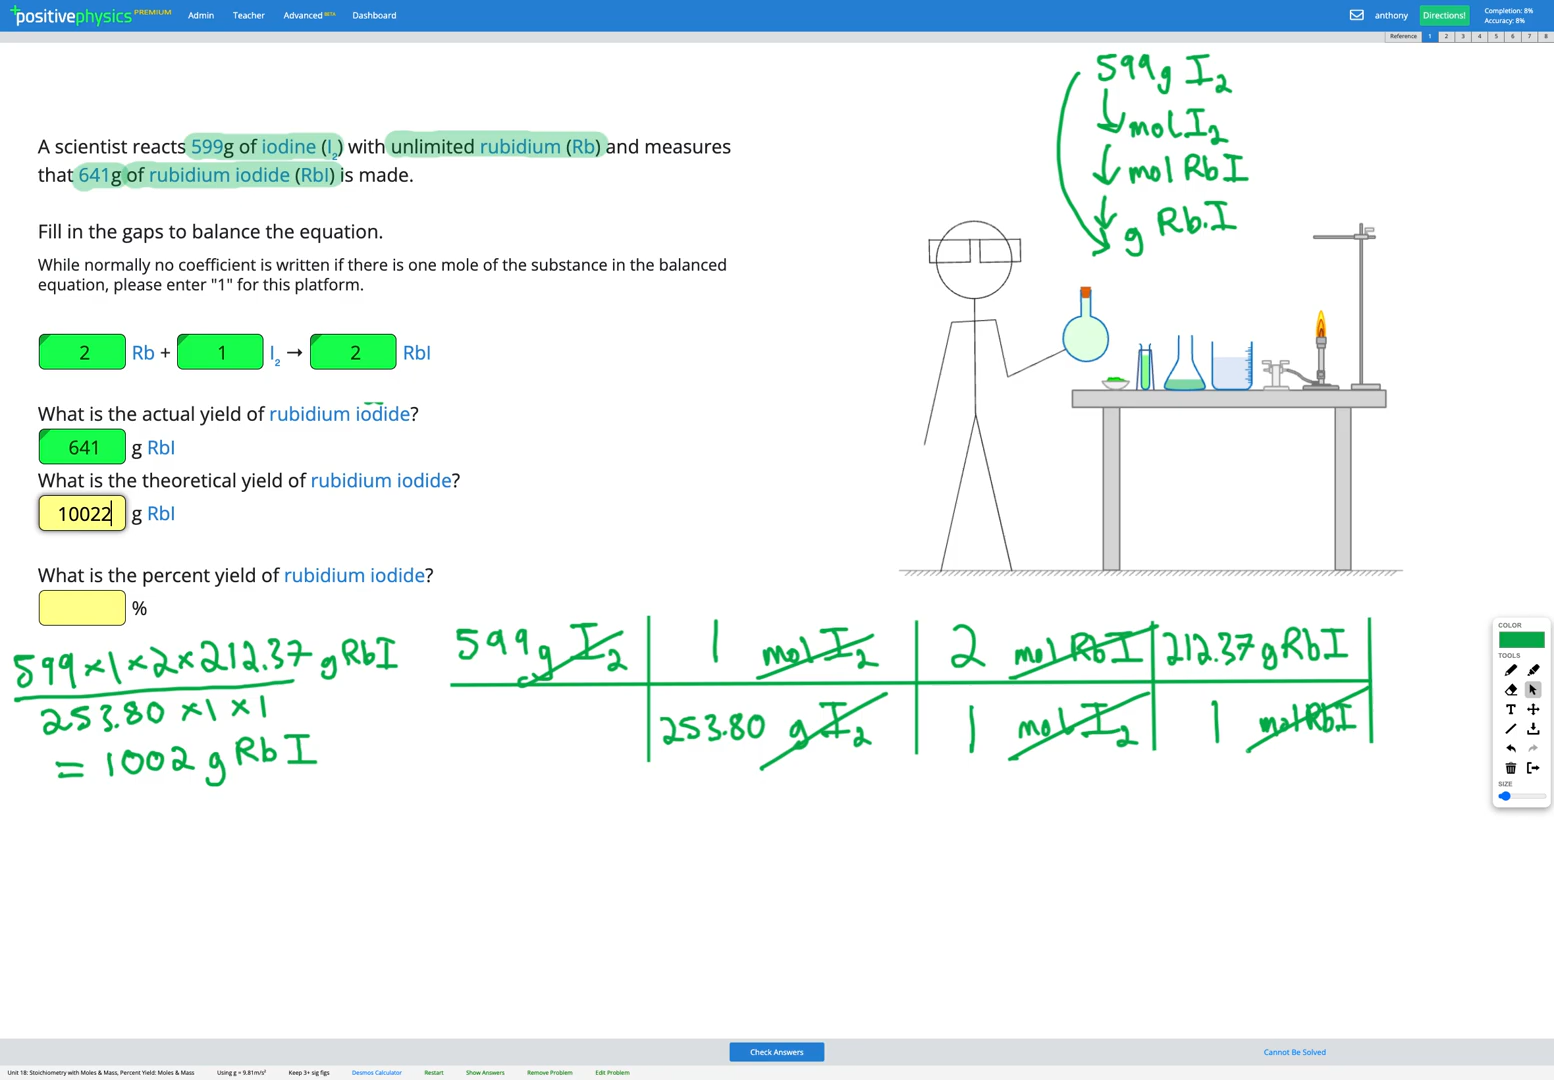 +positivephysics PREMIUM Admin Teacher Advanced BETA Dashboard anthony Directions! Completion: 8%
Accuracy: 8%
Reference 1 2 3 4 5 6 7 8
599g I₂
↓ mol I₂
↓ mol RbI
↓ g Rb.I
A scientist reacts 599g of iodine (I₂) with unlimited rubidium (Rb) and measures
that 641g of rubidium iodide (RbI) is made.
Fill in the gaps to balance the equation.
While normally no coefficient is written if there is one mole of the substance in the balanced
equation, please enter "1" for this platform.
2 Rb + 1 I₂ → 2 RbI
What is the actual yield of rubidium iodide?
641 g RbI
What is the theoretical yield of rubidium iodide?
10022 g RbI
What is the percent yield of rubidium iodide?
%
599×1×2×212.37 g RbI
253.80 ×1 ×1
= 1002 g RbI
599 g I₂ 1 mol I₂ 2 mol RbI 212.37 g RbI
253.80 g I₂ 1 mol I₂ 1 mol RbI
COLOR
TOOLS
T
SIZE
Check Answers Cannot Be Solved
Unit 18: Stoichiometry with Moles & Mass, Percent Yield: Moles & Mass Using g = 9.81m/s² Keep 3+ sig figs Desmos Calculator Restart Show Answers Remove Problem Edit Problem